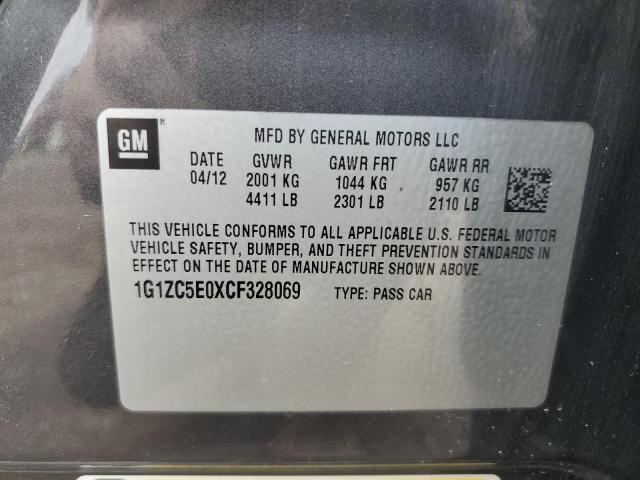 GM
MFD BY GENERAL MOTORS LLC
DATE GVWR GAWR FRT GAWR RR
04/12 2001 KG 1044 KG 957 KG
4411 LB 2301 LB 2110 LB
THIS VEHICLE CONFORMS TO ALL APPLICABLE U.S. FEDERAL MOTOR
VEHICLE SAFETY, BUMPER, AND THEFT PREVENTION STANDARDS IN
EFFECT ON THE DATE OF MANUFACTURE SHOWN ABOVE.
1G1ZC5E0XCF328069 TYPE: PASS CAR